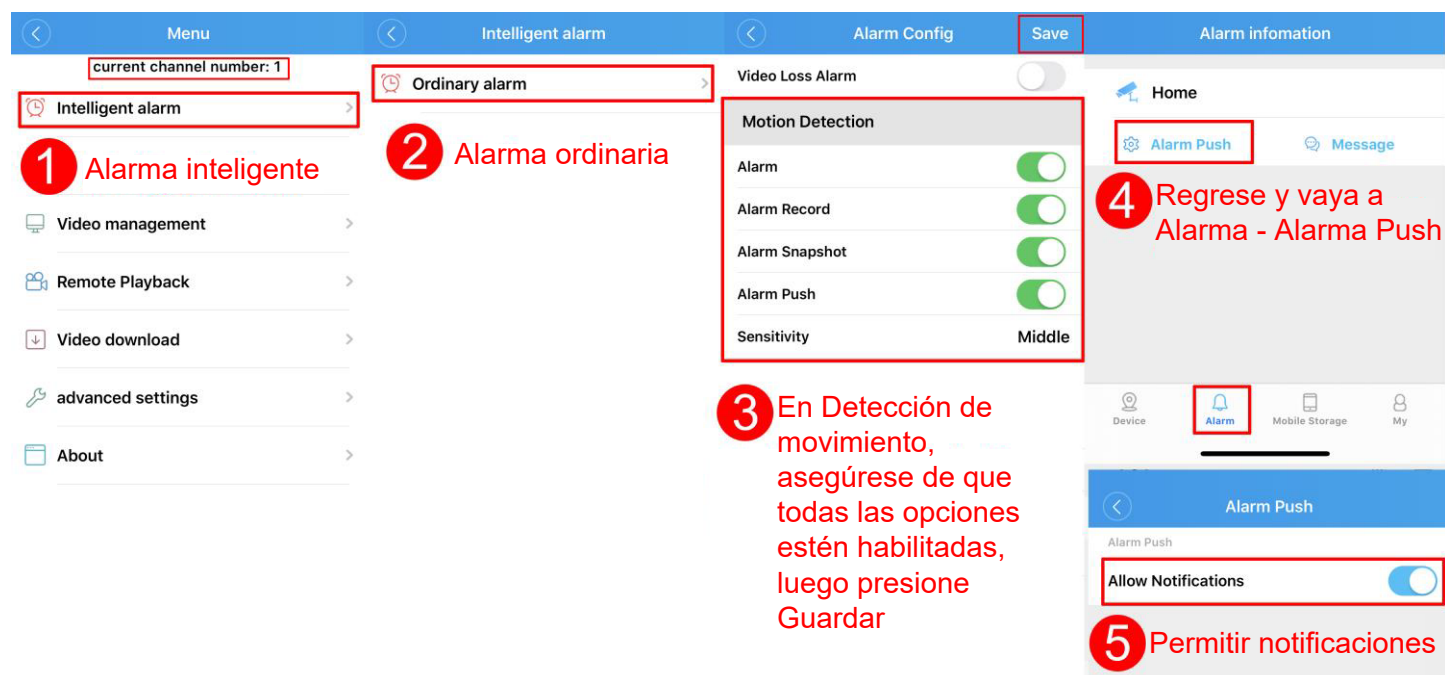 Menu
current channel number: 1
Intelligent alarm
1 Alarma inteligente
Video management
Remote Playback
Video download
advanced settings
About
Intelligent alarm
Ordinary alarm
2 Alarma ordinaria
Alarm Config
Save
Video Loss Alarm
Motion Detection
Alarm
Alarm Record
Alarm Snapshot
Alarm Push
Sensitivity Middle
3 En Detección de
movimiento,
asegúrese de que
todas las opciones
estén habilitadas,
luego presione
Guardar
Alarm infomation
Home
Alarm Push Message
4 Regrese y vaya a
Alarma - Alarma Push
Device Alarm Mobile Storage My
Alarm Push
Alarm Push
Allow Notifications
5 Permitir notificaciones